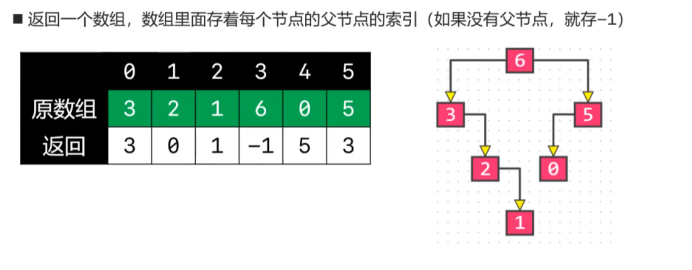 ■ 返回一个数组，数组里面存着每个节点的父节点的索引（如果没有父节点，就存–1）
0 1 2 3 4 5
原数组 3 2 1 6 0 5
返回 3 0 1 –1 5 3
6
3 5
2 0
1